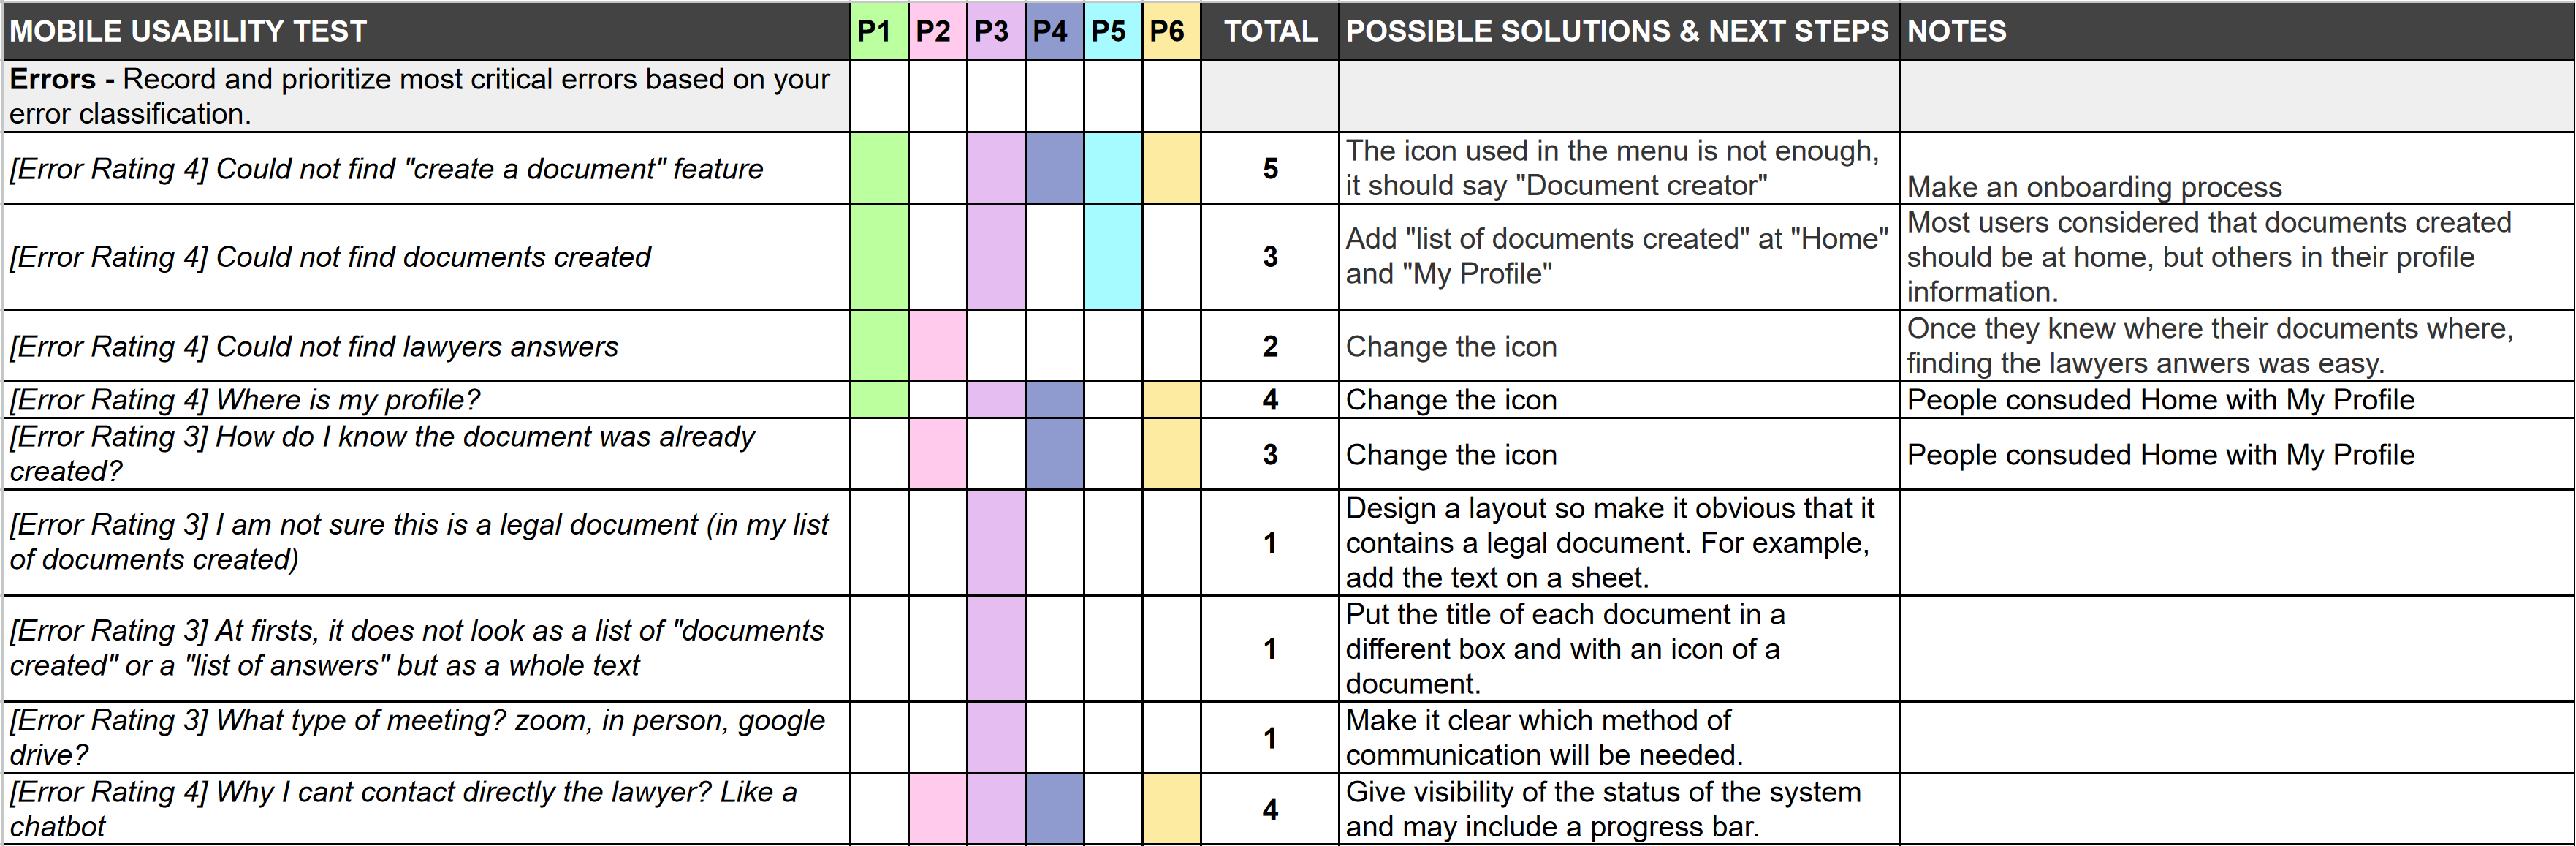 MOBILE USABILITY TEST P1 P2 P3 P4 P5 P6 TOTAL POSSIBLE SOLUTIONS & NEXT STEPS NOTES
Errors - Record and prioritize most critical errors based on your
error classification.
[Error Rating 4] Could not find "create a document" feature
5
The icon used in the menu is not enough,
it should say "Document creator"
Make an onboarding process
[Error Rating 4] Could not find documents created
3
Add "list of documents created" at "Home"
and "My Profile"
Most users considered that documents created
should be at home, but others in their profile
information.
[Error Rating 4] Could not find lawyers answers
2
Change the icon
Once they knew where their documents where,
finding the lawyers anwers was easy.
[Error Rating 4] Where is my profile?
4
Change the icon
People consuded Home with My Profile
[Error Rating 3] How do I know the document was already
created?
3
Change the icon
People consuded Home with My Profile
[Error Rating 3] I am not sure this is a legal document (in my list
of documents created)
1
Design a layout so make it obvious that it
contains a legal document. For example,
add the text on a sheet.
[Error Rating 3] At firsts, it does not look as a list of "documents
created" or a "list of answers" but as a whole text
1
Put the title of each document in a
different box and with an icon of a
document.
[Error Rating 3] What type of meeting? zoom, in person, google
drive?
1
Make it clear which method of
communication will be needed.
[Error Rating 4] Why I cant contact directly the lawyer? Like a
chatbot
4
Give visibility of the status of the system
and may include a progress bar.